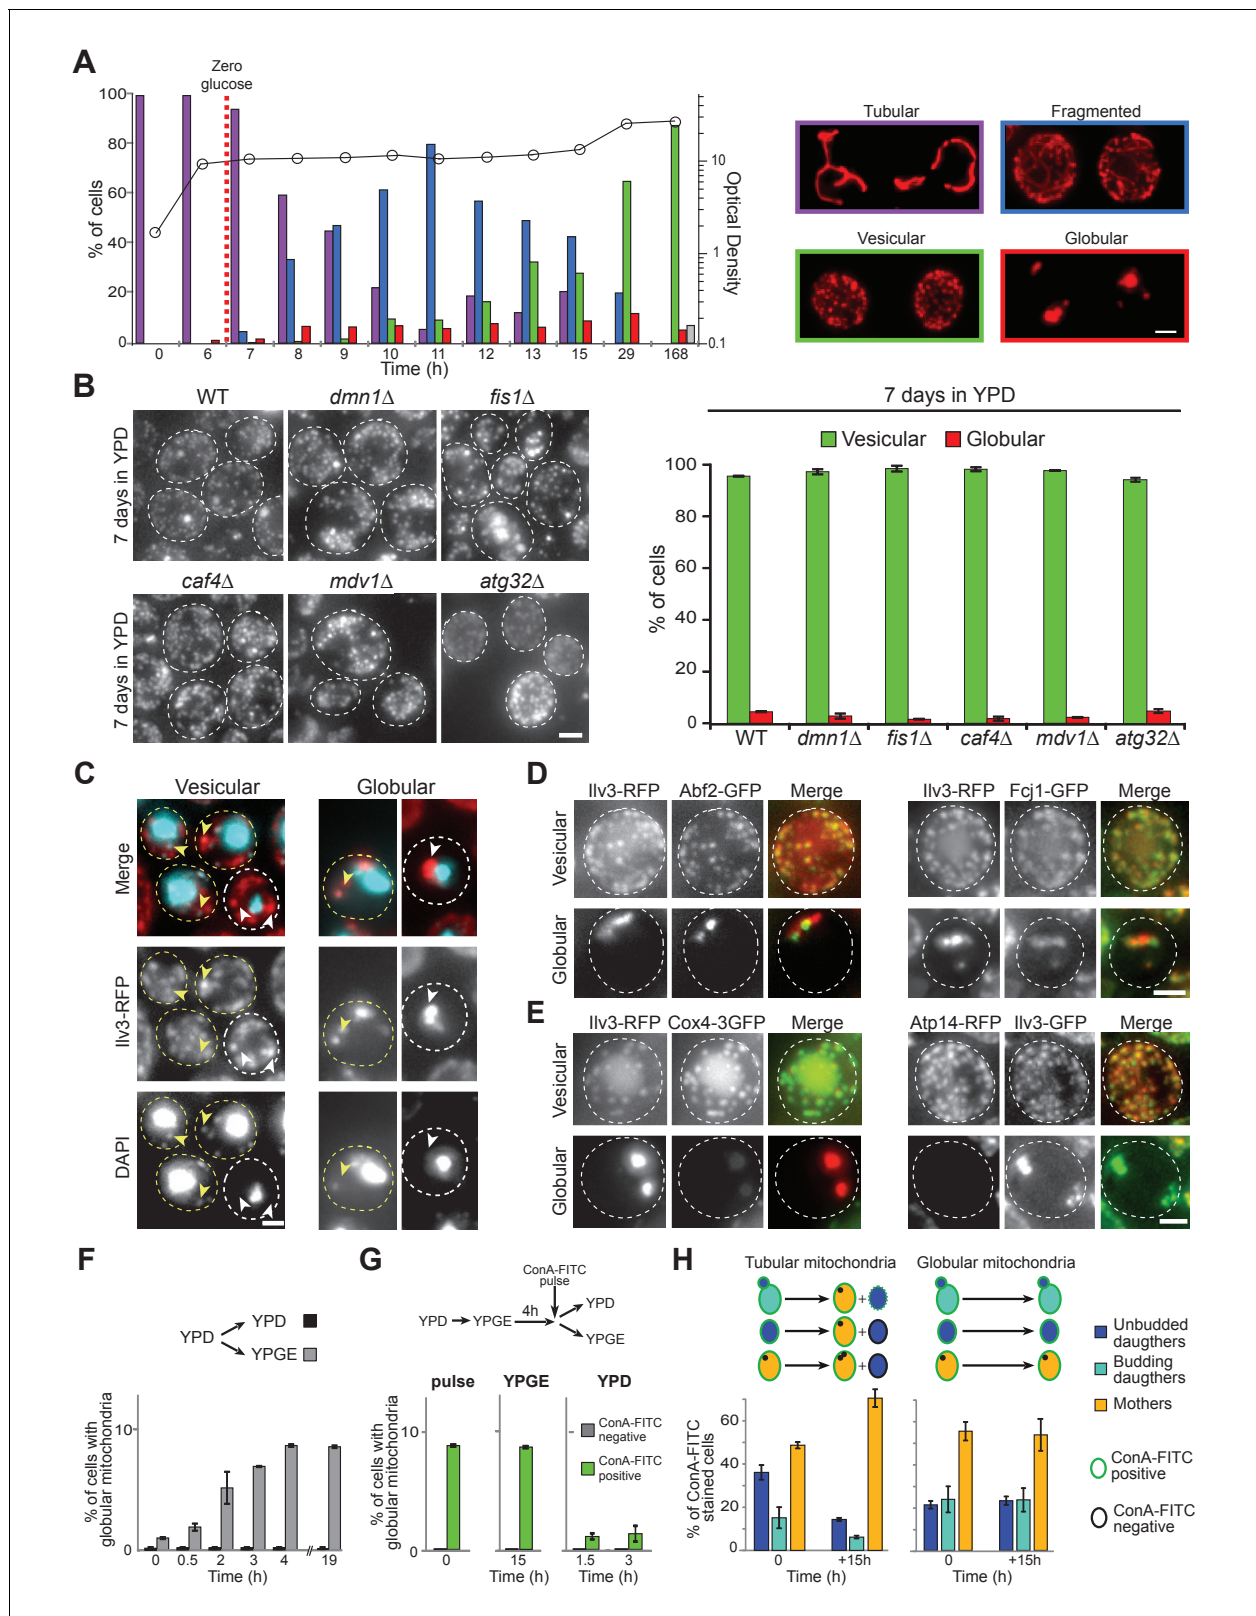 A
Zero
glucose
100
80
60
40
20
0
% of cells
10
1
0.1
Optical Density
0 6 7 8 9 10 11 12 13 15 29 168
Time (h)
Tubular Fragmented
Vesicular Globular
B
WT dmn1Δ fis1Δ
7 days in YPD
caf4Δ mdv1Δ atg32Δ
7 days in YPD
7 days in YPD
Vesicular Globular
100
80
60
40
20
0
% of cells
WT dmn1Δ fis1Δ caf4Δ mdv1Δ atg32Δ
C
Vesicular Globular
Merge
Ilv3-RFP
DAPI
D
Ilv3-RFP Abf2-GFP Merge Ilv3-RFP Fcj1-GFP Merge
Vesicular
Globular
E
Ilv3-RFP Cox4-3GFP Merge Atp14-RFP Ilv3-GFP Merge
Vesicular
Globular
F
YPD
YPD
YPGE
10
0
% of cells with
globular mitochondria
0 0.5 2 3 4 19
Time (h)
G
ConA-FITC
pulse
YPD YPGE 4h YPD
YPGE
pulse YPGE YPD
10
0
% of cells with
globular mitochondria
ConA-FITC
negative
ConA-FITC
positive
0 15 1.5 3
Time (h) Time (h)
H
Tubular mitochondria Globular mitochondria
+
+
+
Unbudded
daugthers
Budding
daugthers
Mothers
ConA-FITC
positive
ConA-FITC
negative
60
40
20
0
% of ConA-FITC
stained cells
0 +15h 0 +15h
Time (h) Time (h)